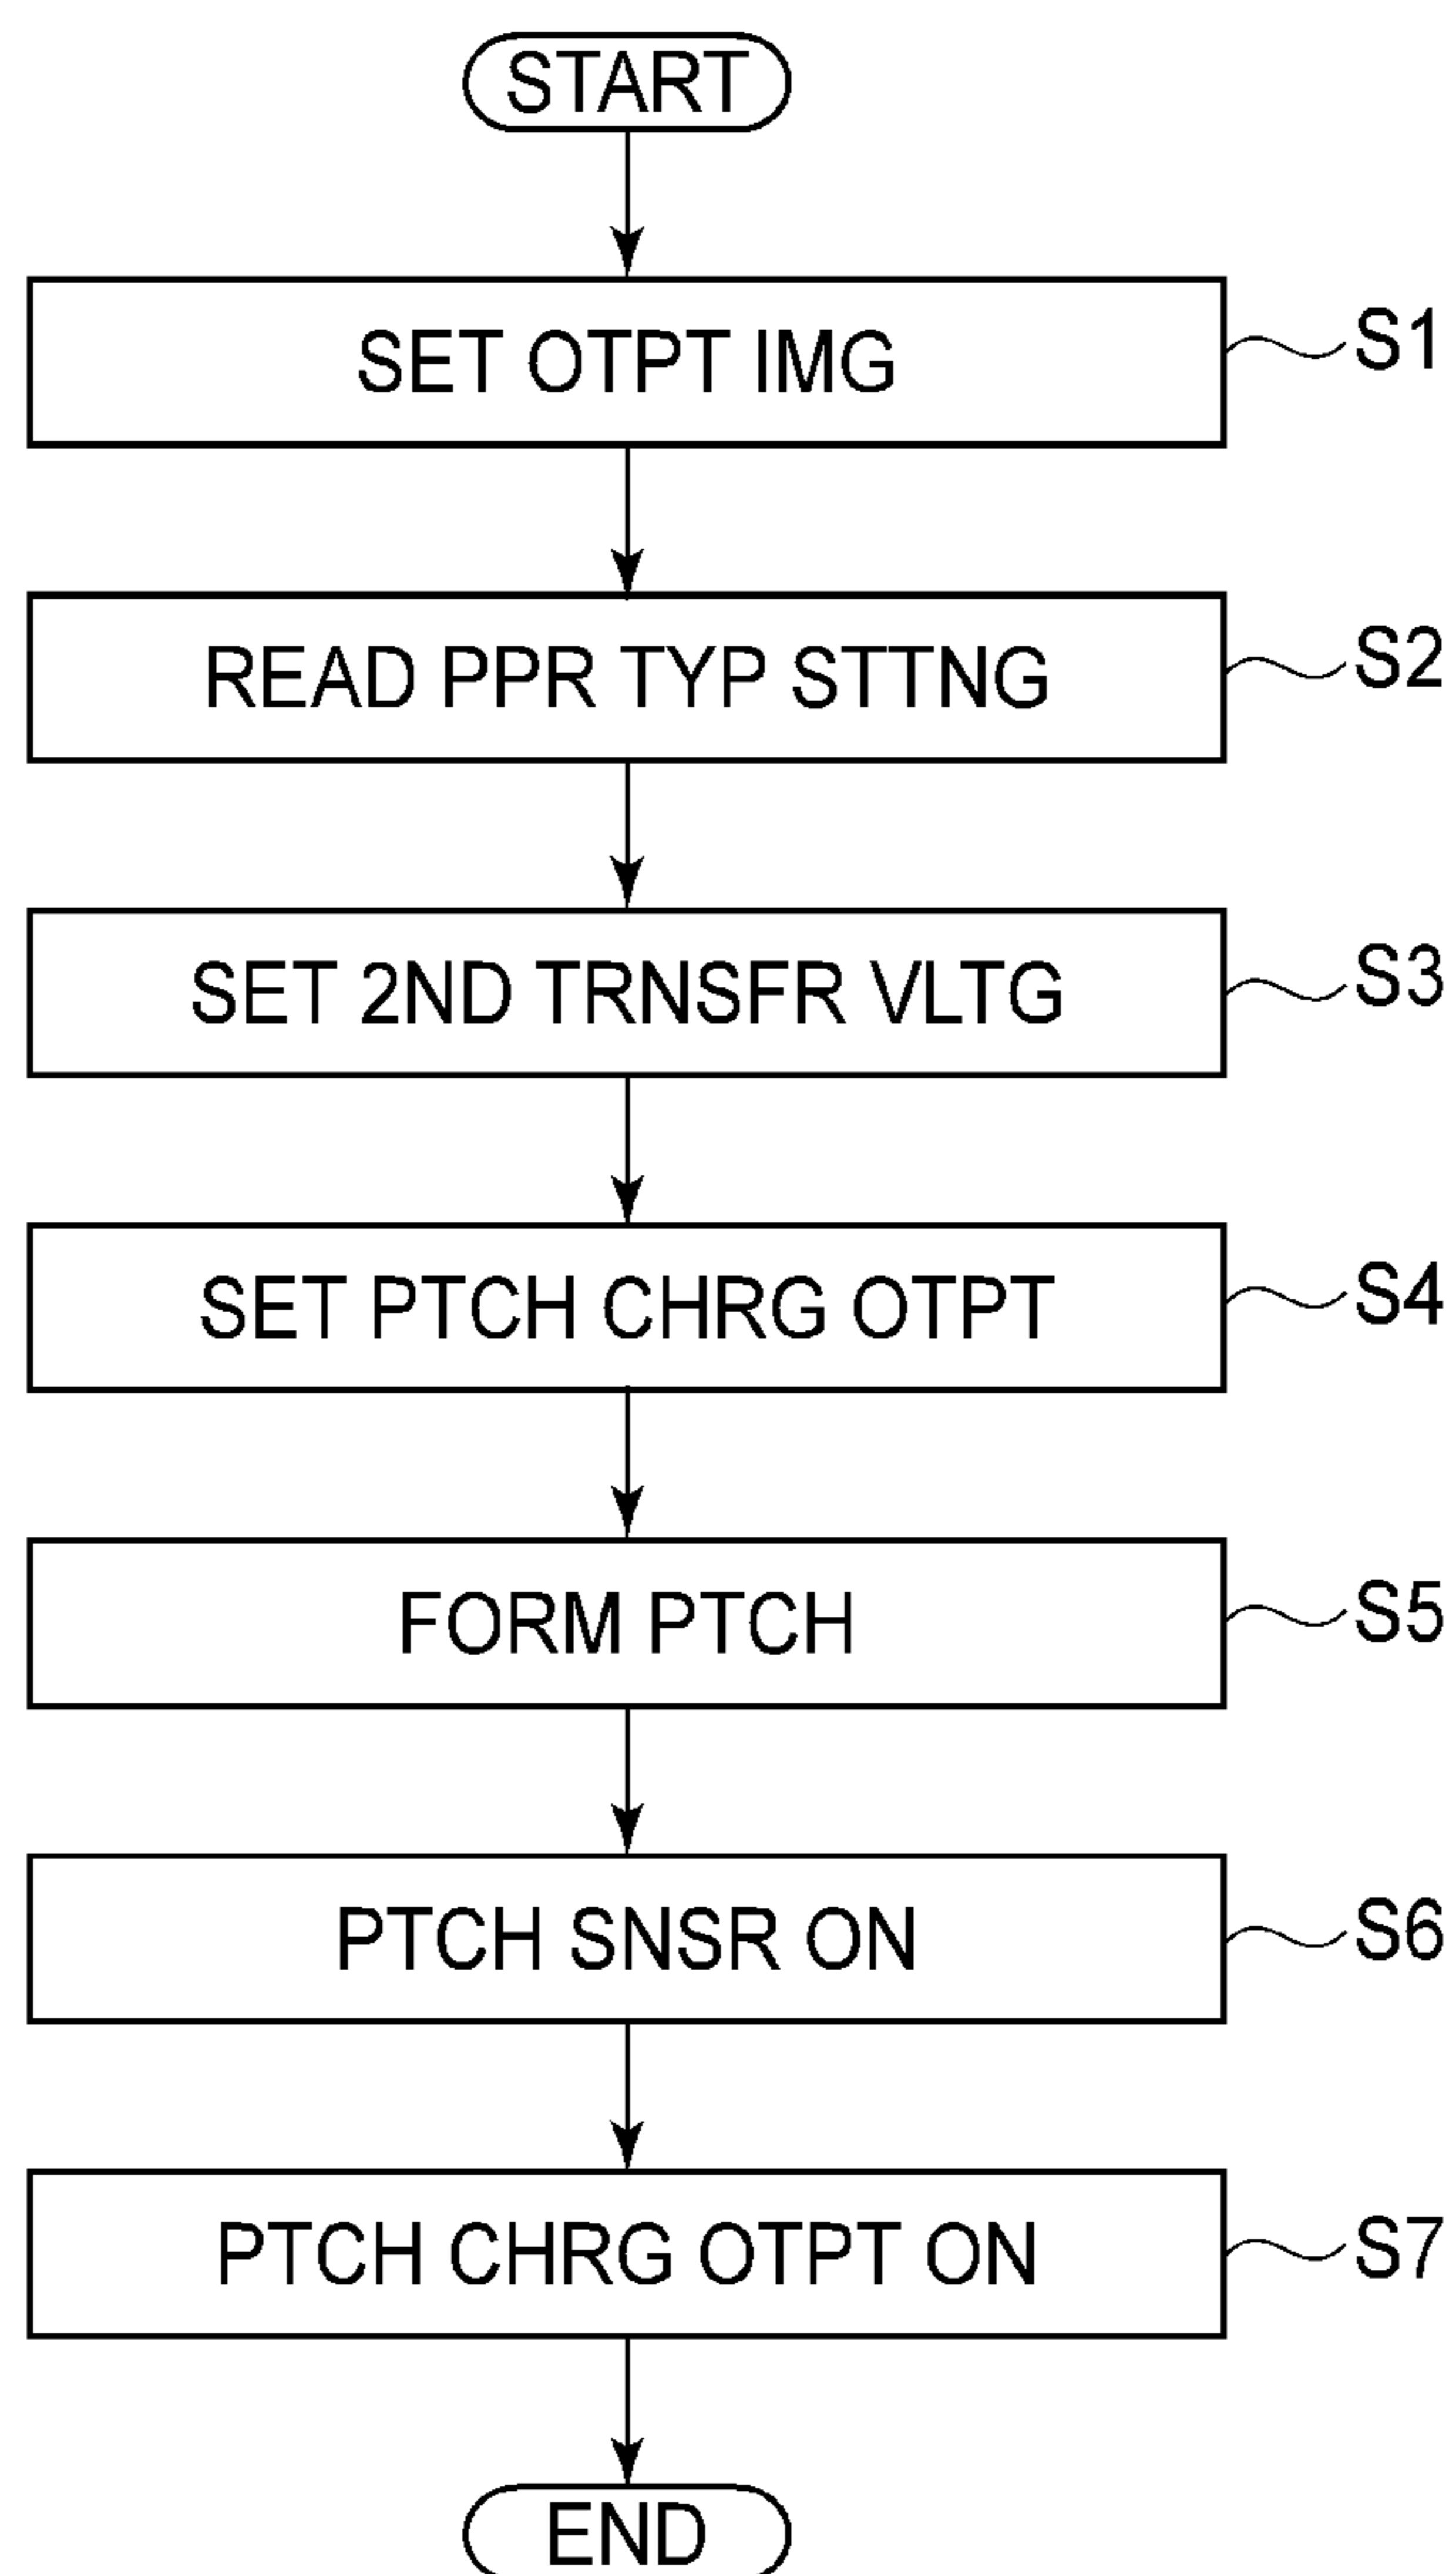 START
SET OTPT IMG
S1
READ PPR TYP STTNG
S2
SET 2ND TRNSFR VLTG
S3
SET PTCH CHRG OTPT
S4
FORM PTCH
S5
PTCH SNSR ON
S6
PTCH CHRG OTPT ON
S7
END